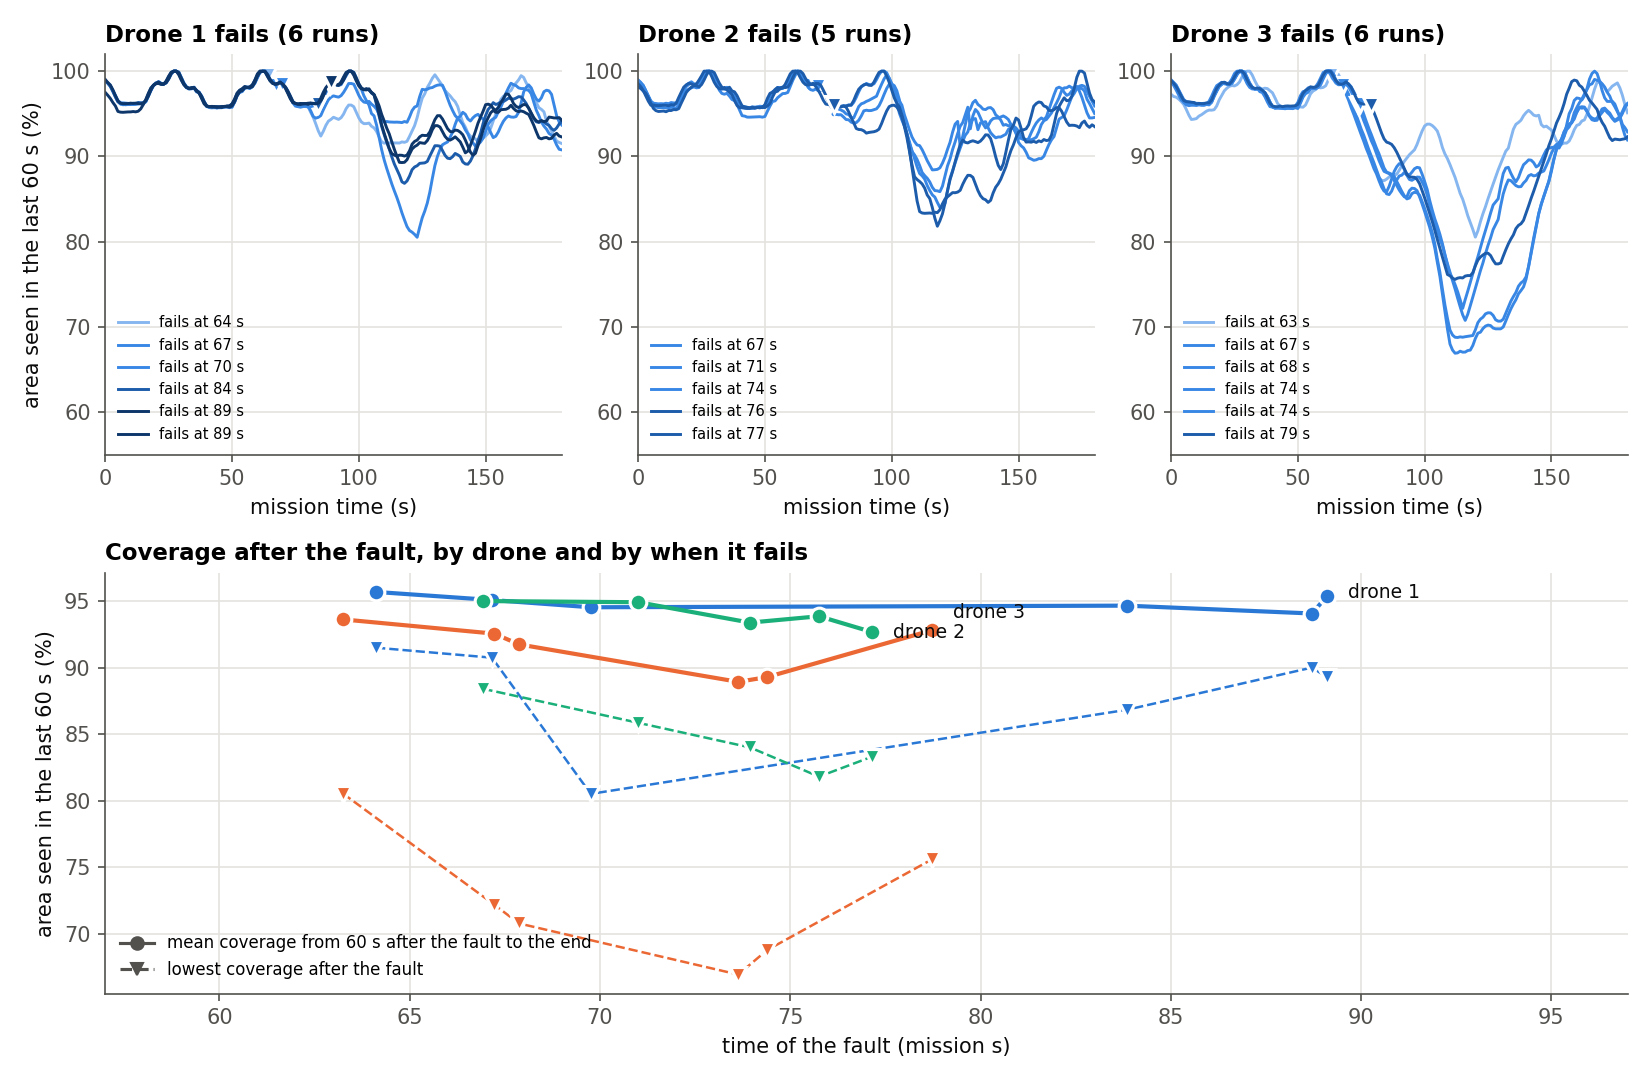 Drone 1 fails (6 runs)
Drone 2 fails (5 runs)
Drone 3 fails (6 runs)
area seen in the last 60 s (%)
100
90
80
70
60
fails at 64 s
fails at 67 s
fails at 70 s
fails at 84 s
fails at 89 s
fails at 89 s
0
50
100
150
mission time (s)
100
90
80
70
60
fails at 67 s
fails at 71 s
fails at 74 s
fails at 76 s
fails at 77 s
0
50
100
150
mission time (s)
100
90
80
70
60
fails at 63 s
fails at 67 s
fails at 68 s
fails at 74 s
fails at 74 s
fails at 79 s
0
50
100
150
mission time (s)
Coverage after the fault, by drone and by when it fails
area seen in the last 60 s (%)
95
90
85
80
75
70
drone 1
drone 3
drone 2
mean coverage from 60 s after the fault to the end
lowest coverage after the fault
60
65
70
75
80
85
90
95
time of the fault (mission s)